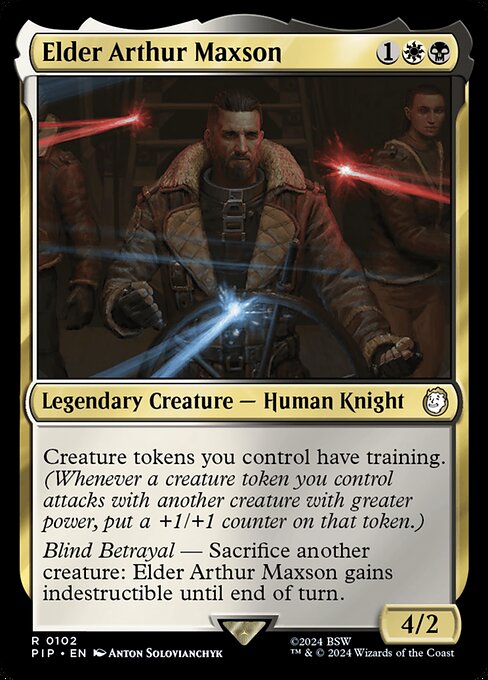 Elder Arthur Maxson 1
Legendary Creature — Human Knight
Creature tokens you control have training.
(Whenever a creature token you control
attacks with another creature with greater
power, put a +1/+1 counter on that token.)
Blind Betrayal — Sacrifice another
creature: Elder Arthur Maxson gains
indestructible until end of turn.
4/2
R 0102
PIP • EN Anton Solovianchyk
©2024 BSW
™ & © 2024 Wizards of the Coast